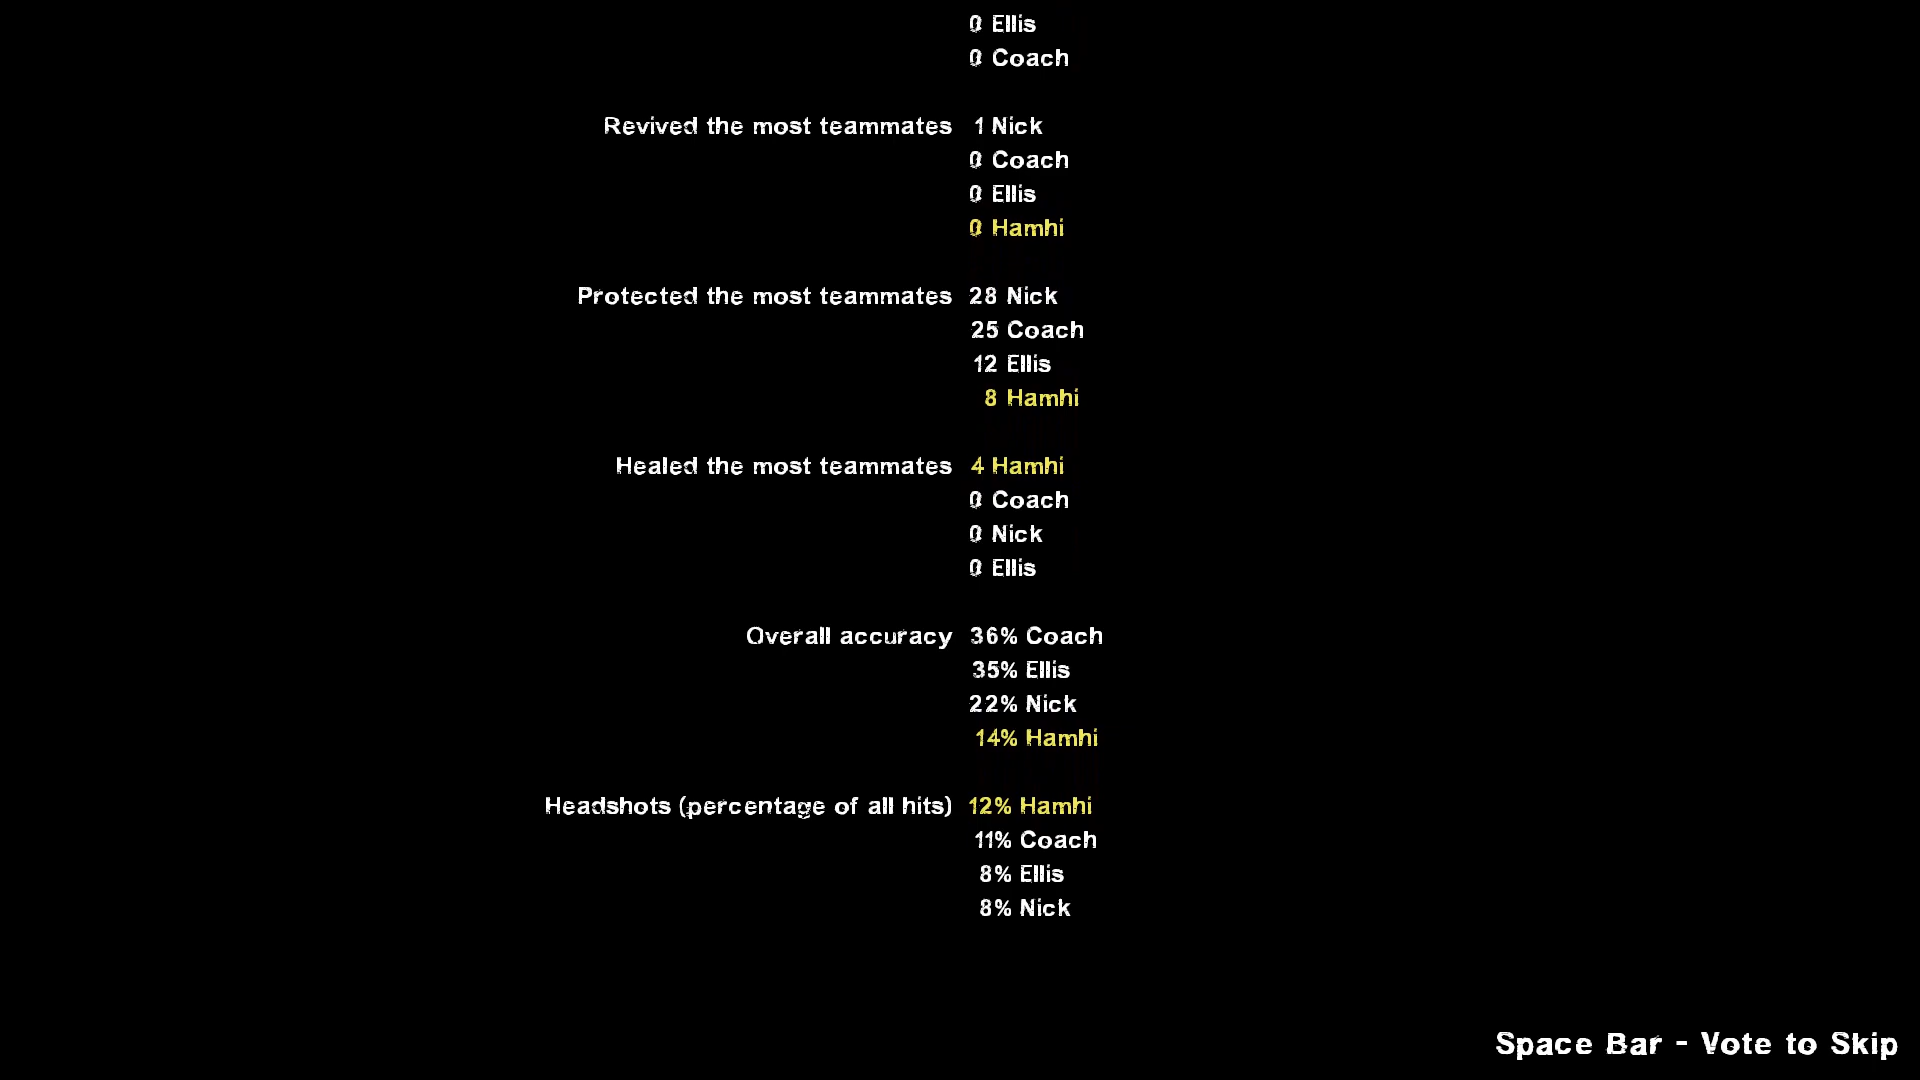 0 Ellis
0 Coach
Revived the most teammates 1 Nick
0 Coach
0 Ellis
0 Hamhi
Protected the most teammates 28 Nick
25 Coach
12 Ellis
8 Hamhi
Healed the most teammates 4 Hamhi
0 Coach
0 Nick
0 Ellis
Overall accuracy 36% Coach
35% Ellis
22% Nick
14% Hamhi
Headshots (percentage of all hits) 12% Hamhi
11% Coach
8% Ellis
8% Nick
Space Bar - Vote to Skip